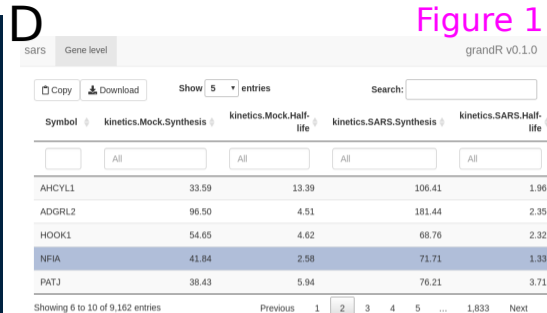 D
Figure 1
sars Gene level grandR v0.1.0
Copy Download Show 5 entries Search:
Symbol kinetics.Mock.Synthesis kinetics.Mock.Half-life kinetics.SARS.Synthesis kinetics.SARS.Half-life
All All All All
AHCYL1 33.59 13.39 106.41 1.96
ADGRL2 96.50 4.51 181.44 2.35
HOOK1 54.65 4.62 68.76 2.32
NFIA 41.84 2.58 71.71 1.33
PATJ 38.43 5.94 76.21 3.71
Showing 6 to 10 of 9,162 entries Previous 1 2 3 4 5 ... 1,833 Next